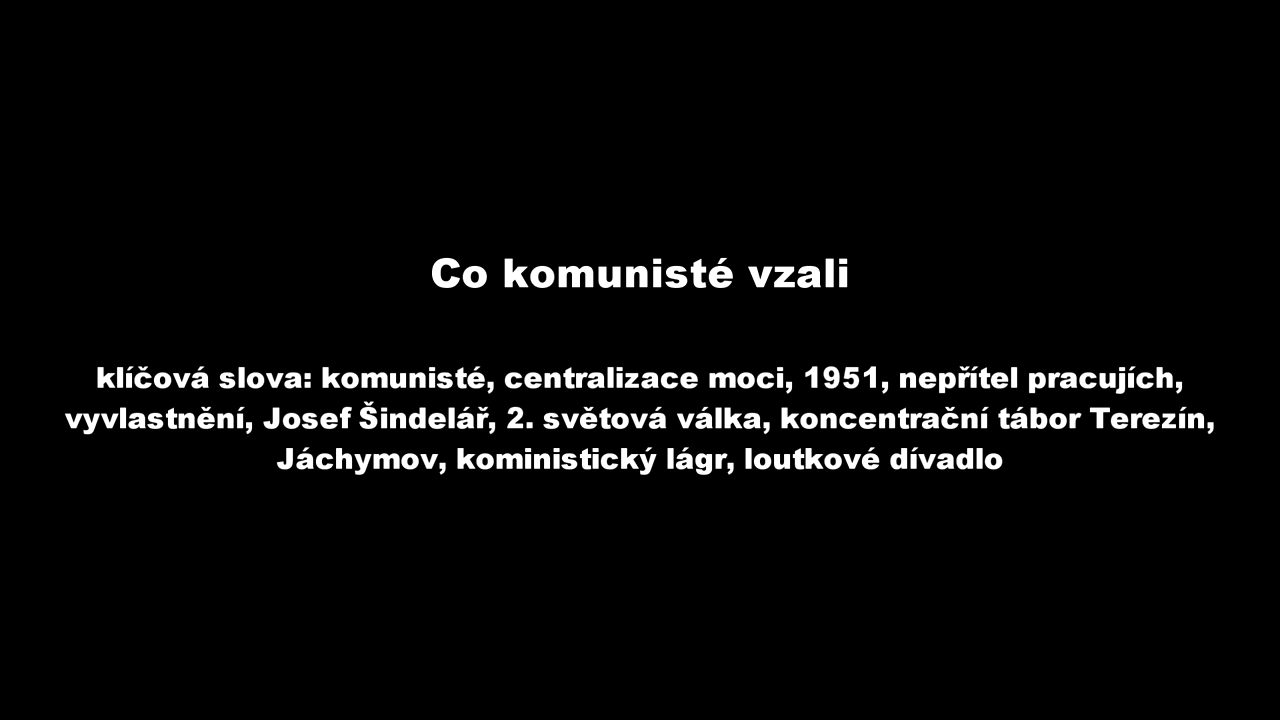 Co komunisté vzali
klíčová slova: komunisté, centralizace moci, 1951, nepřítel pracujích,
vyvlastnění, Josef Šindelář, 2. světová válka, koncentrační tábor Terezín,
Jáchymov, koministický lágr, loutkové dívadlo